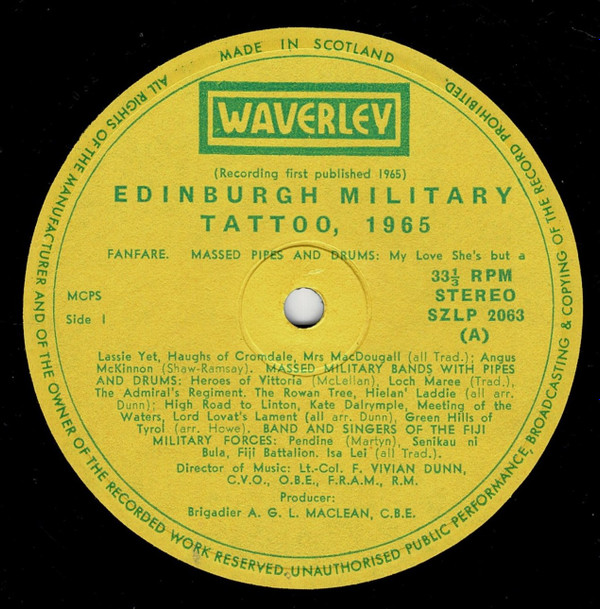 MADE IN SCOTLAND
WAVERLEY
(Recording first published 1965)
EDINBURGH MILITARY
TATTOO, 1965
FANFARE. MASSED PIPES AND DRUMS: My Love She's but a
33⅓ RPM
MCPS
STEREO
Side 1
SZLP 2063
(A)
Lassie Yet, Haughs of Cromdale, Mrs MacDougall (all Trad.); Angus
McKinnon (Shaw-Ramsay). MASSED MILITARY BANDS WITH PIPES
AND DRUMS: Heroes of Vittoria (McLellan), Loch Maree (Trad.),
The Admiral's Regiment. The Rowan Tree, Hielan' Laddie (all arr.
Dunn); High Road to Linton, Kate Dalrymple, Meeting of the
Waters, Lord Lovat's Lament (all arr. Dunn), Green Hills of
Tyrol (arr. Howe). BAND AND SINGERS OF THE FIJI
MILITARY FORCES: Pendine (Martyn), Senikau ni
Bula, Fiji Battalion. Isa Lei (all Trad.).
Director of Music: Lt.-Col. F. VIVIAN DUNN,
C.V.O., O.B.E., F.R.A.M., R.M.
Producer:
Brigadier A. G. L. MACLEAN, C.B.E.
ALL RIGHTS OF THE MANUFACTURER AND OF THE OWNER OF THE RECORDED WORK RESERVED. UNAUTHORISED PUBLIC PERFORMANCE, BROADCASTING & COPYING OF THE RECORD PROHIBITED.